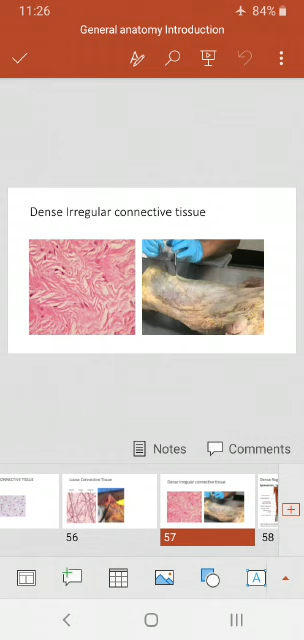 11:26
84%
General anatomy Introduction
Dense Irregular connective tissue
Notes
Comments
Loose Connective Tissue
Dense Irregular connective tissue
56
57
58
A